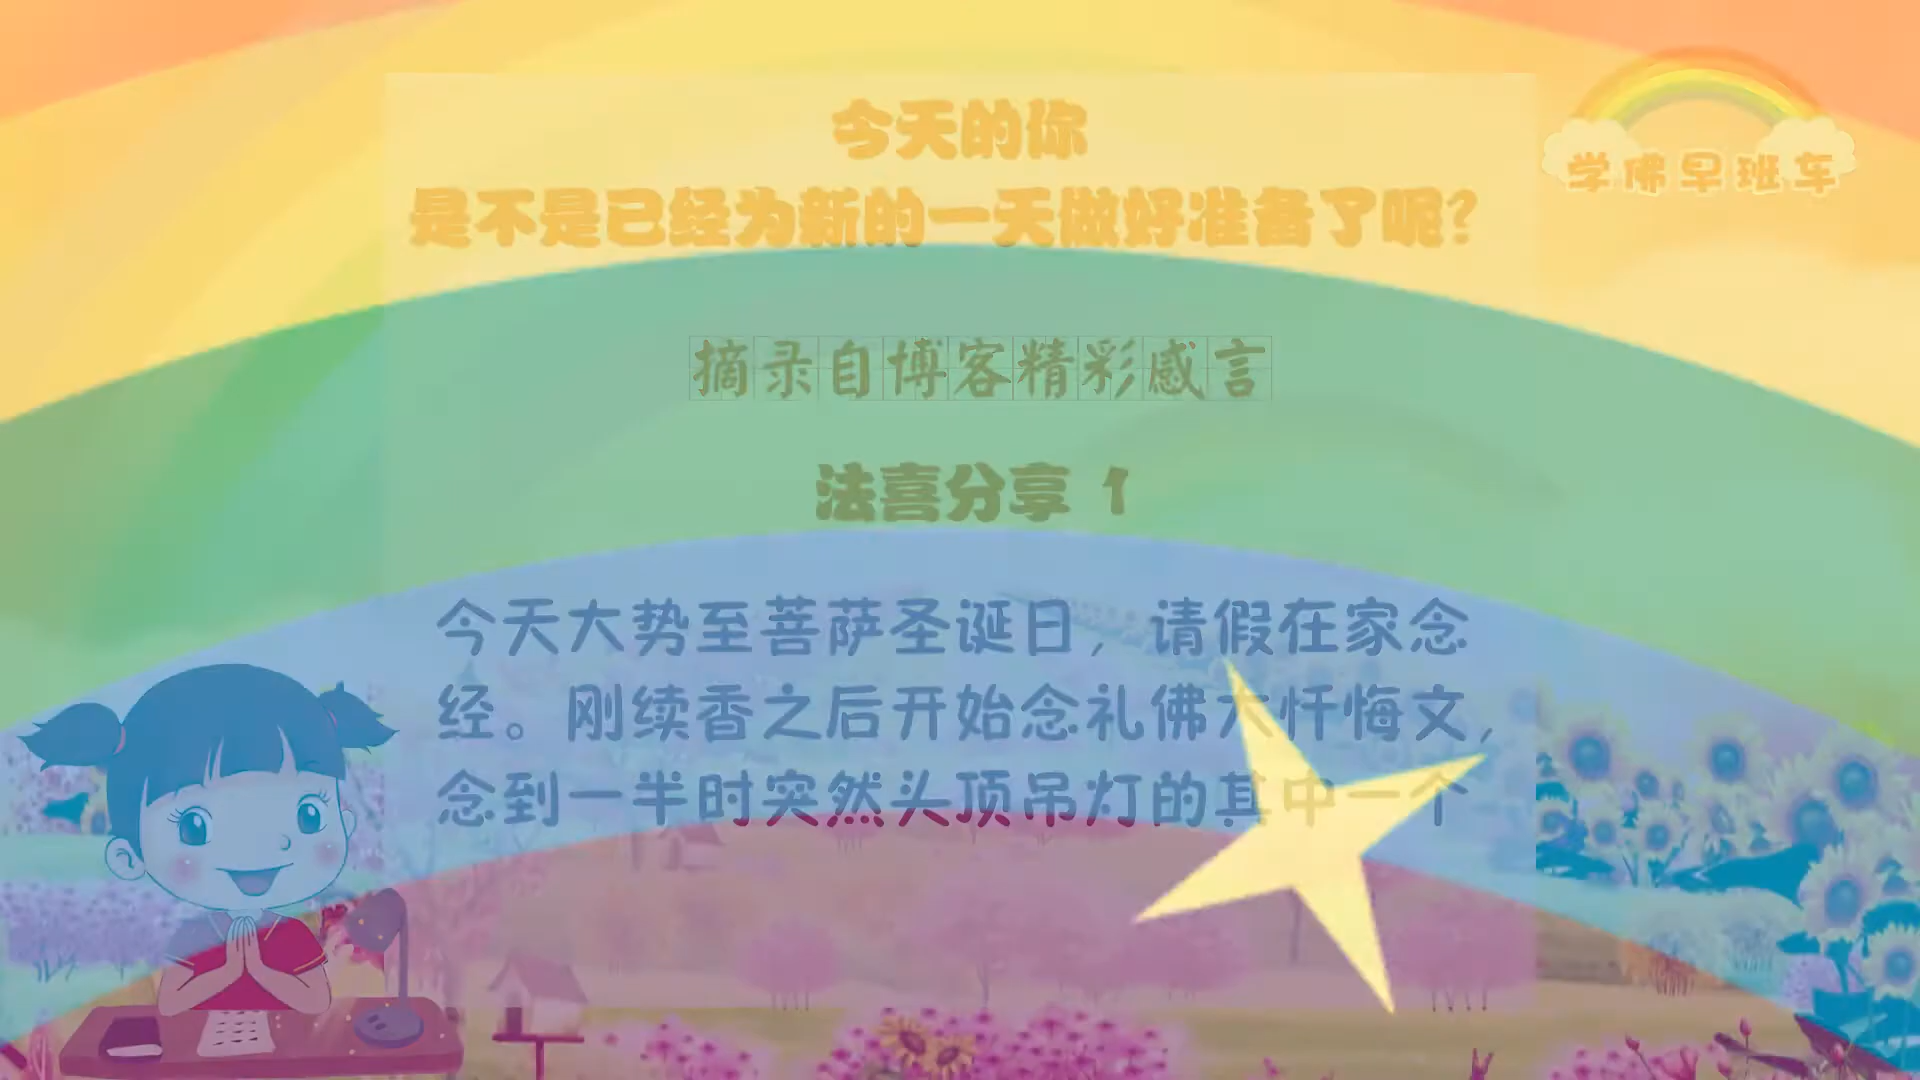 今天的你
是不是已经为新的一天做好准备了呢？
学佛早班车
摘录自博客精彩感言
法喜分享 1
今天大势至菩萨圣诞日，请假在家念
经。刚续香之后开始念礼佛大忏悔文，
念到一半时突然头顶吊灯的其中一个